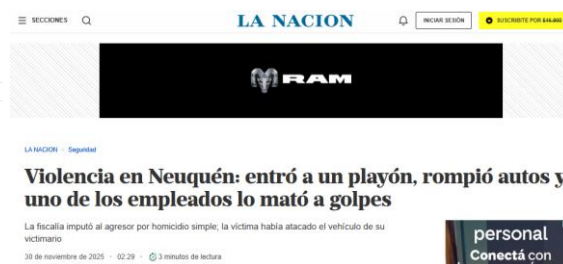 SECCIONES
LA NACION
INICIAR SESIÓN
SUSCRIBITE POR
RAM
LA NACION > Seguridad
Violencia en Neuquén: entró a un playón, rompió autos y
uno de los empleados lo mató a golpes
La fiscalía imputó al agresor por homicidio simple; la víctima había atacado el vehículo de su
victimario
30 de noviembre de 2025 · 02:29 · 3 minutos de lectura
personal
Conectá con